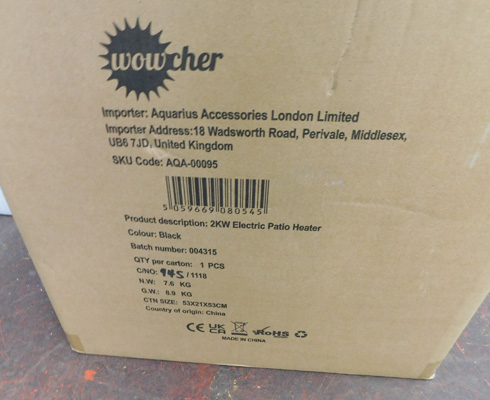 wowcher
Importer: Aquarius Accessories London Limited
Importer Address:18 Wadsworth Road, Perivale, Middlesex,
UB6 7JD, United Kingdom
SKU Code: AQA-00095
5 059669 080545
Product description: 2KW Electric Patio Heater
Colour: Black
Batch number: 004315
QTY per carton: 1 PCS
C/NO: 945 / 1118
N.W: 7.6 KG
G.W.: 8.9 KG
CTN SIZE: 53X21X53CM
Country of origin: China
CE UK CA RoHS
MADE IN CHINA